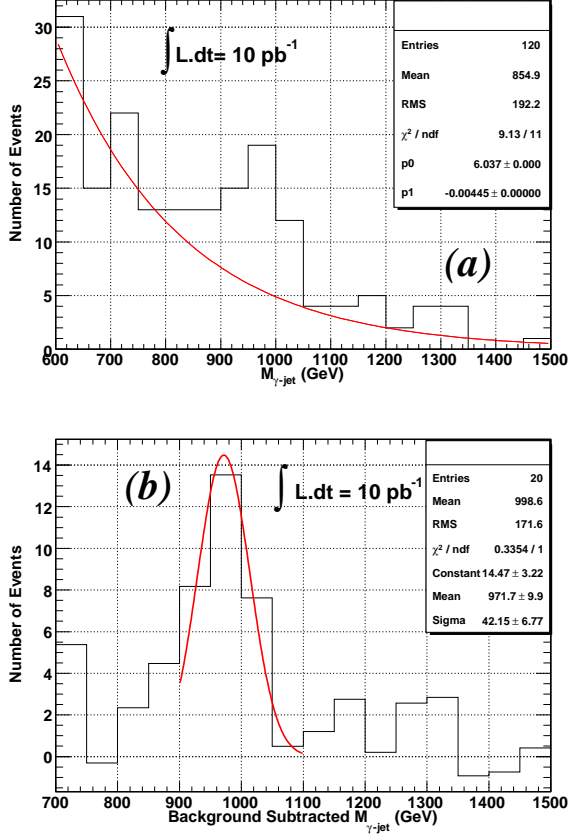 ∫ L.dt= 10 pb⁻¹
Entries 120
Mean 854.9
RMS 192.2
χ² / ndf 9.13 / 11
p0 6.037 ± 0.000
p1 -0.00445 ± 0.00000
(a)
Number of Events
30
25
20
15
10
5
0
600 700 800 900 1000 1100 1200 1300 1400 1500
M γ-jet (GeV)
(b)
∫ L.dt = 10 pb⁻¹
Entries 20
Mean 998.6
RMS 171.6
χ² / ndf 0.3354 / 1
Constant 14.47 ± 3.22
Mean 971.7 ± 9.9
Sigma 42.15 ± 6.77
Number of Events
14
12
10
8
6
4
2
0
700 800 900 1000 1100 1200 1300 1400 1500
Background Subtracted M γ-jet (GeV)